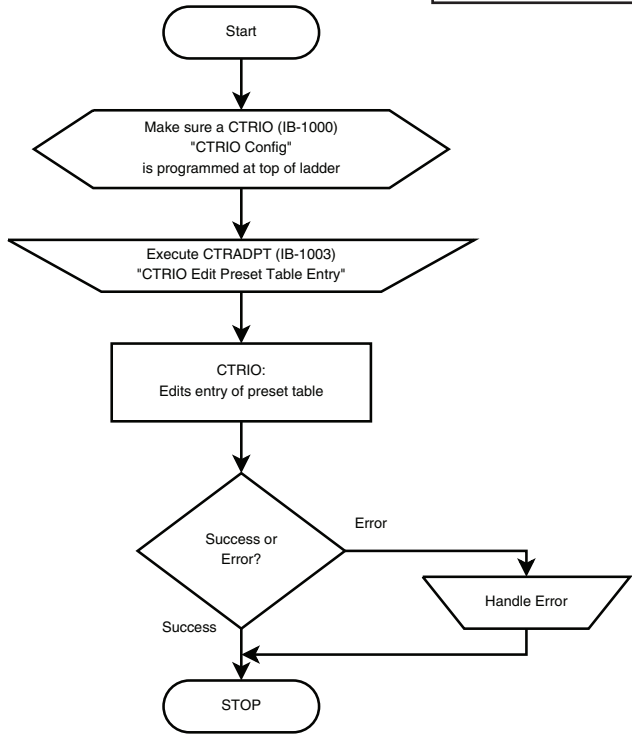 Start
Make sure a CTRIO (IB-1000)
"CTRIO Config"
is programmed at top of ladder
Execute CTRADPT (IB-1003)
"CTRIO Edit Preset Table Entry"
CTRIO:
Edits entry of preset table
Success or
Error?
Error
Handle Error
Success
STOP